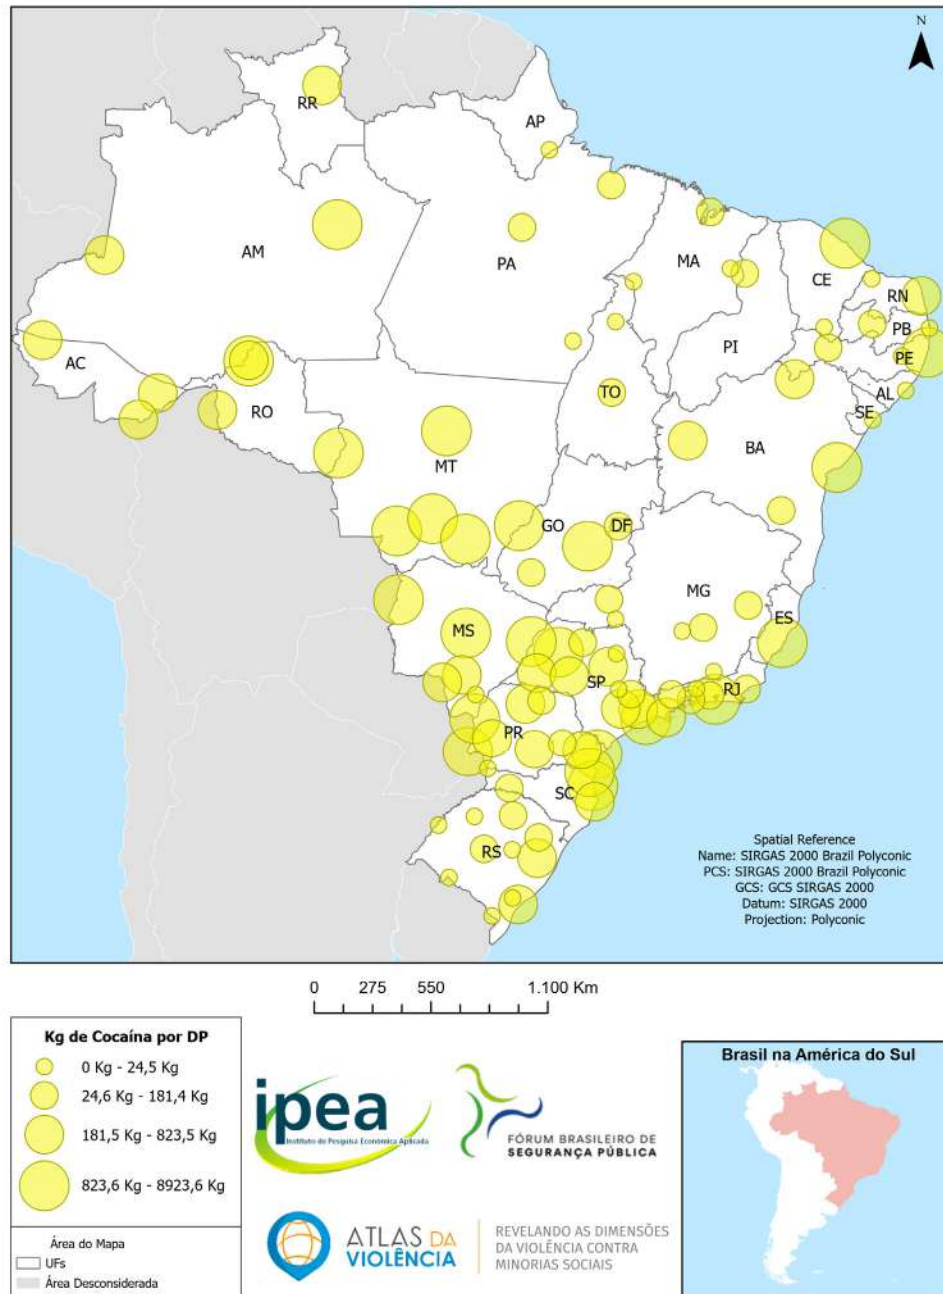 N
RR
AP
AM
PA
MA
CE
RN
PB
PI
PE
AC
AL
TO
SE
RO
BA
MT
GO
DF
MG
ES
MS
SP
RJ
PR
SC
RS
Spatial Reference
Name: SIRGAS 2000 Brazil Polyconic
PCS: SIRGAS 2000 Brazil Polyconic
GCS: GCS SIRGAS 2000
Datum: SIRGAS 2000
Projection: Polyconic
0 275 550 1.100 Km
Kg de Cocaína por DP
0 Kg - 24,5 Kg
24,6 Kg - 181,4 Kg
181,5 Kg - 823,5 Kg
823,6 Kg - 8923,6 Kg
Área do Mapa
UFs
Área Desconsiderada
ipea
Instituto de Pesquisa Econômica Aplicada
FÓRUM BRASILEIRO DE
SEGURANÇA PÚBLICA
ATLAS DA
VIOLÊNCIA
REVELANDO AS DIMENSÕES
DA VIOLÊNCIA CONTRA
MINORIAS SOCIAIS
Brasil na América do Sul